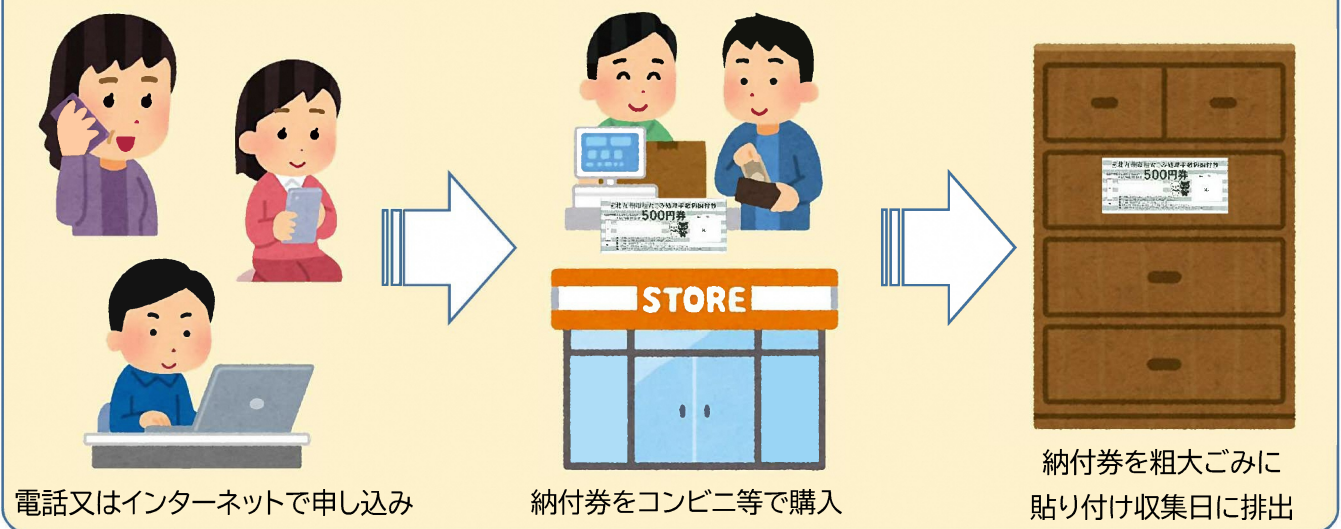 500円券
STORE
500円券
電話又はインターネットで申し込み
納付券をコンビニ等で購入
納付券を粗大ごみに
貼り付け収集日に排出